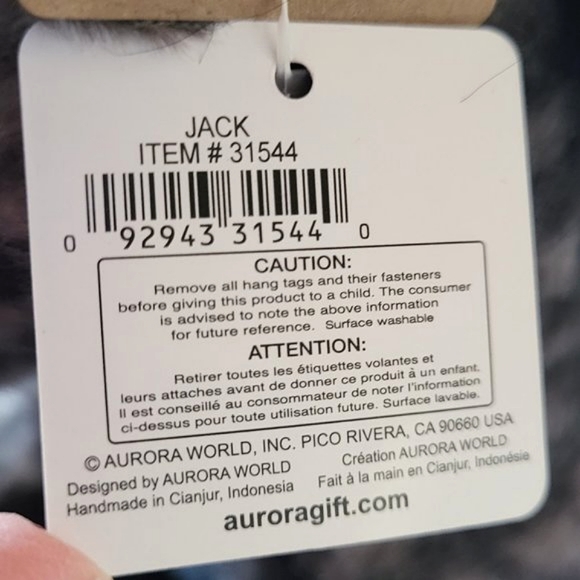 JACK
ITEM # 31544
0 92943 31544 0
CAUTION:
Remove all hang tags and their fasteners
before giving this product to a child. The consumer
is advised to note the above information
for future reference. Surface washable
ATTENTION:
Retirer toutes les étiquettes volantes et
leurs attaches avant de donner ce produit à un enfant.
Il est conseillé au consommateur de noter l'information
ci-dessus pour toute utilisation future. Surface lavable.
© AURORA WORLD, INC. PICO RIVERA, CA 90660 USA
Designed by AURORA WORLD Création AURORA WORLD
Handmade in Cianjur, Indonesia Fait à la main en Cianjur, Indonésie
auroragift.com